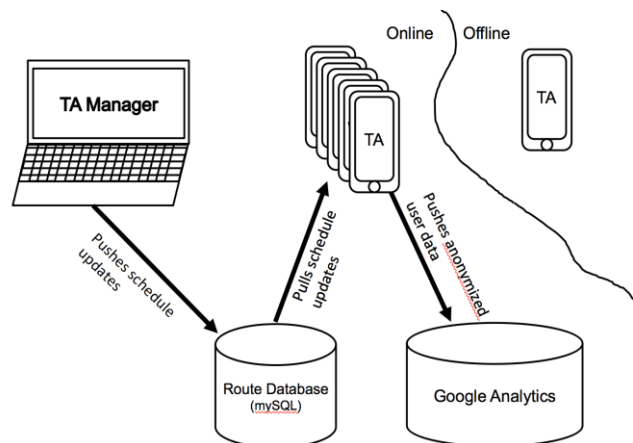 Online
Offline
TA Manager
TA
TA
Pushes schedule
updates
Pulls schedule
updates
Pushes anonymized
user data
Route Database
(mySQL)
Google Analytics